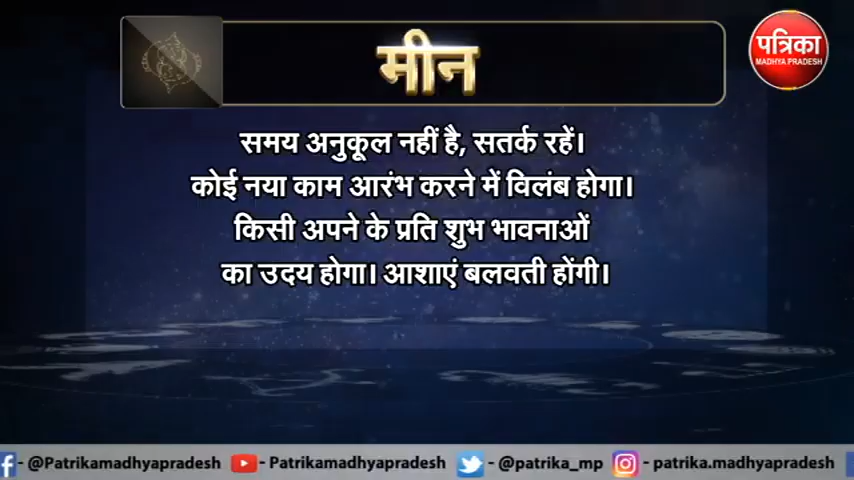 मीन
पत्रिका
MADHYA PRADESH
समय अनुकूल नहीं है, सतर्क रहें।
कोई नया काम आरंभ करने में विलंब होगा।
किसी अपने के प्रति शुभ भावनाओं
का उदय होगा। आशाएं बलवती होंगी।
- @Patrikamadhyapradesh - Patrikamadhyapradesh - @patrika_mp - patrika.madhyapradesh